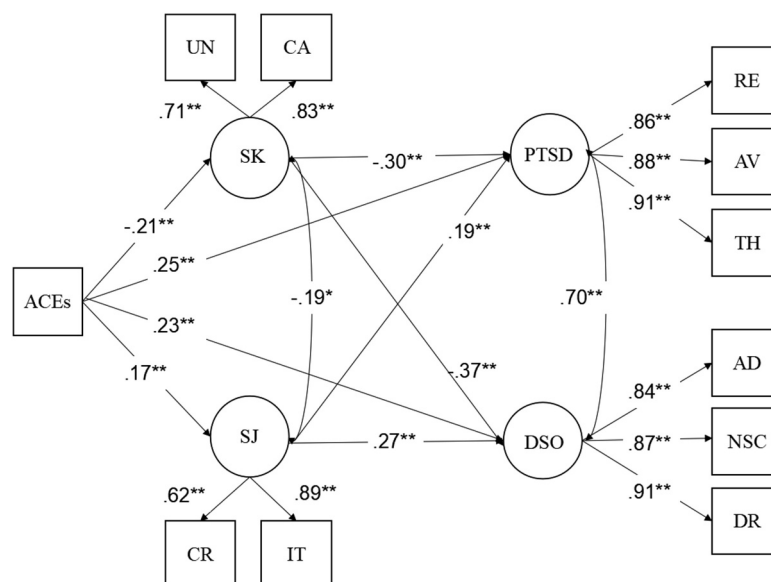 UN
CA
RE
.71**
.83**
.86**
SK
PTSD
AV
-.30**
.88**
.91**
-.21**
.19**
TH
.25**
ACEs
-.19*
.70**
.23**
.17**
-.37**
AD
.84**
SJ
.27**
DSO
.87**
NSC
.62**
.89**
.91**
CR
IT
DR